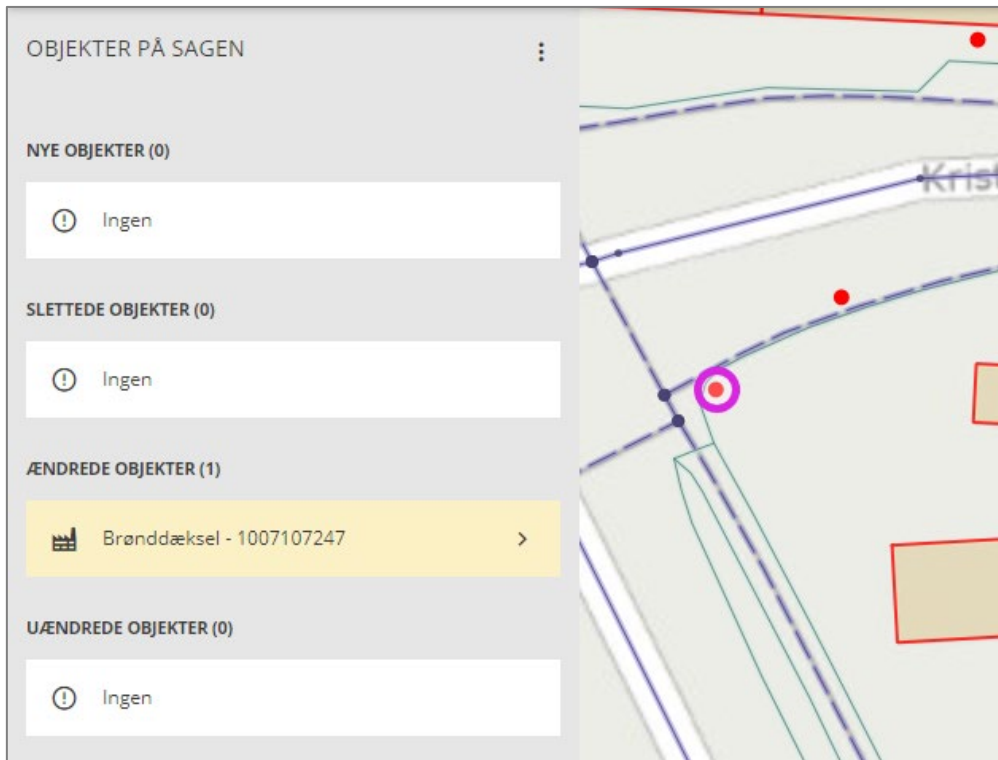 OBJEKTER PÅ SAGEN
NYE OBJEKTER (0)
Ingen
SLETTEDE OBJEKTER (0)
Ingen
ÆNDREDE OBJEKTER (1)
Brønddæksel - 1007107247
UÆNDREDE OBJEKTER (0)
Ingen